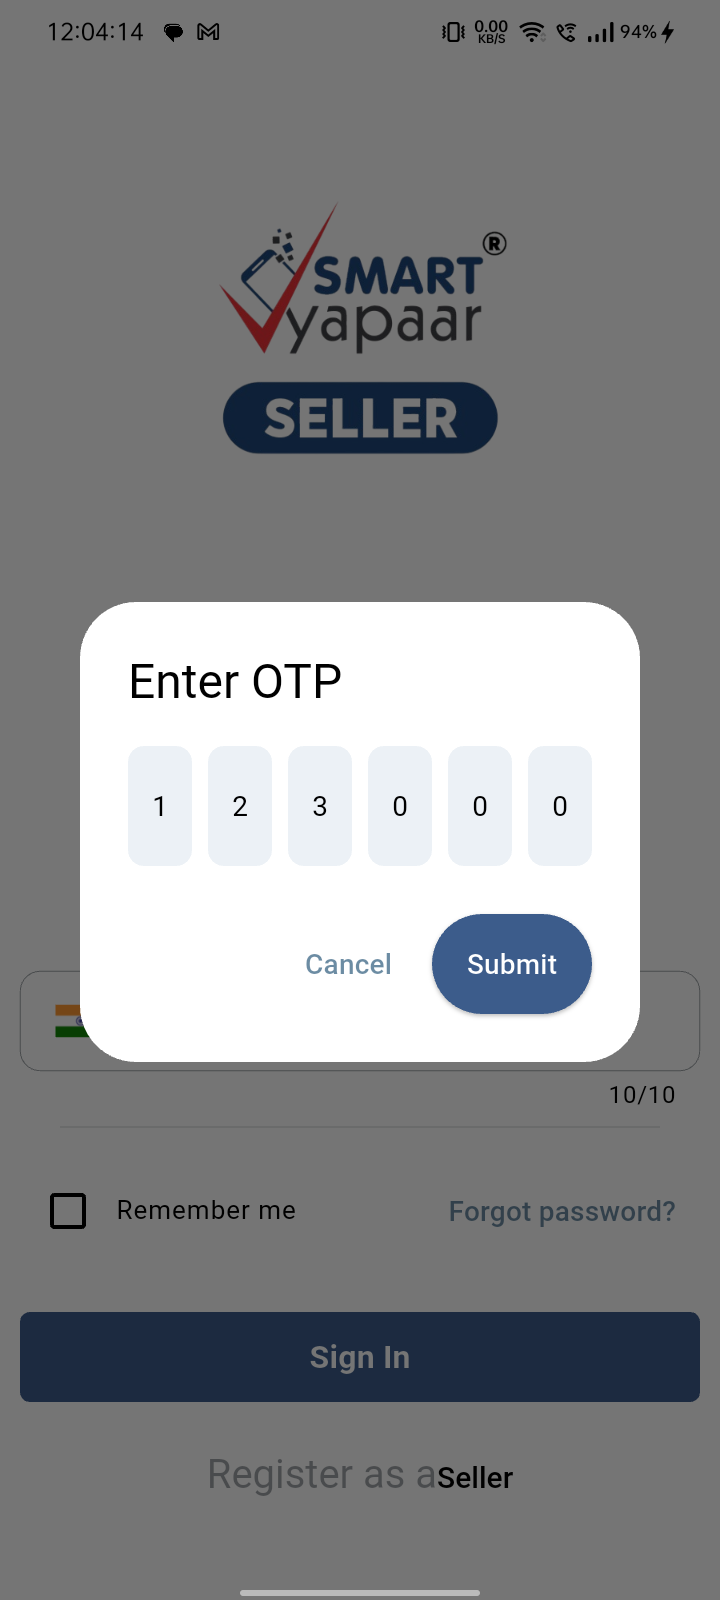 12:04:14 0.00 KB/S 94%
SMART ®
yapaar
SELLER
Enter OTP
1 2 3 0 0 0
Cancel Submit
10/10
Remember me Forgot password?
Sign In
Register as aSeller